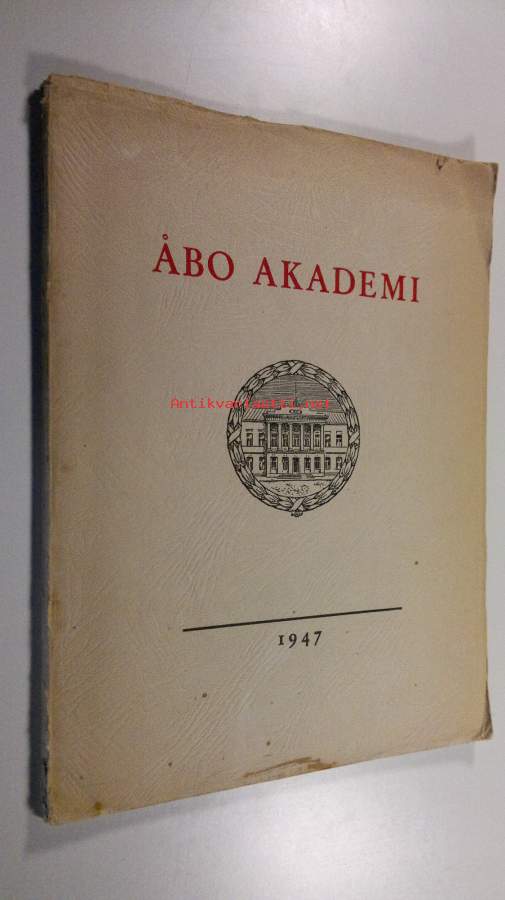 ÅBO AKADEMI
Antikvariaatti.net
1947